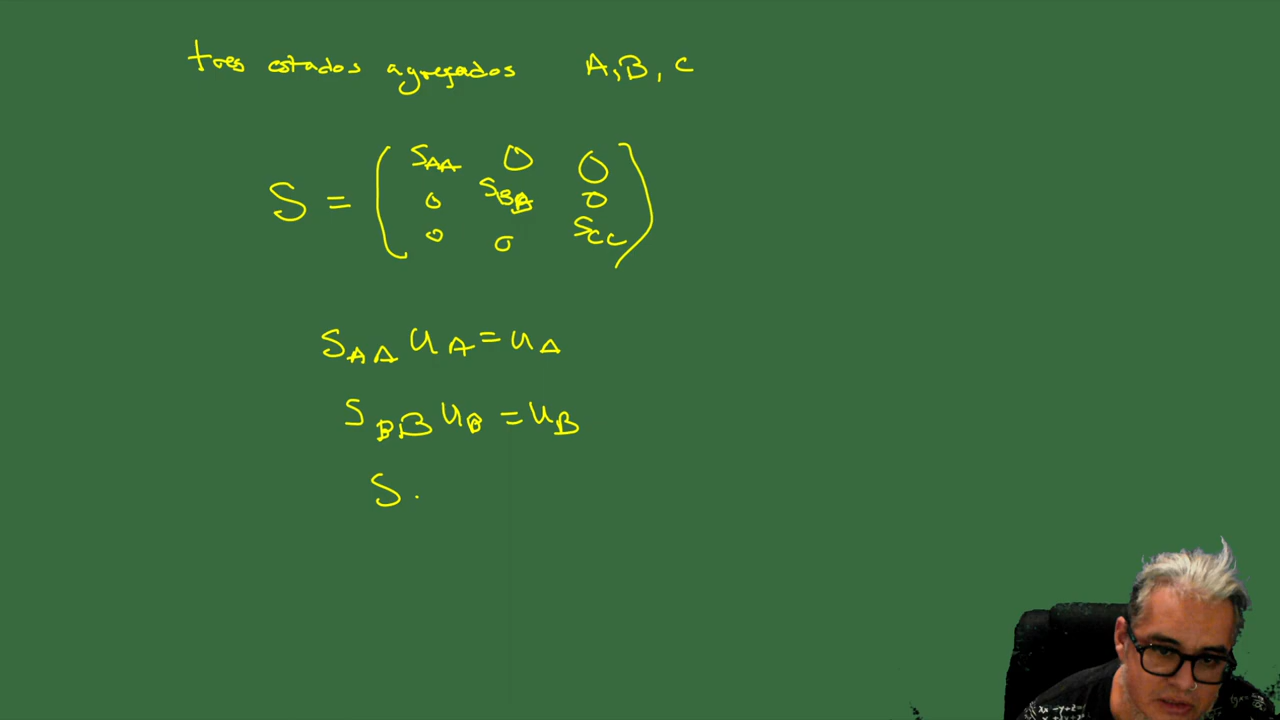 tres estados agregados A, B, C
S = ( S_AA 0 0
0 S_BB 0
0 0 S_CC )
S_AA u_A = u_A
S_BB u_B = u_B
S